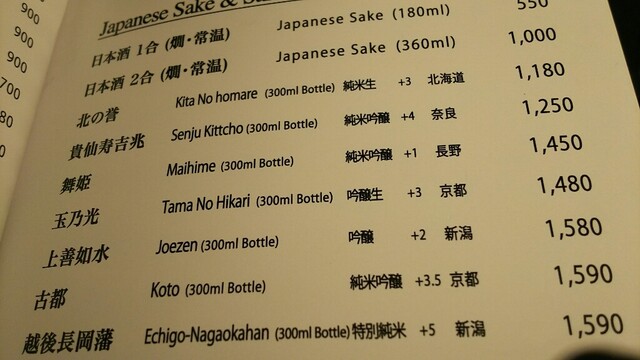 900
900
900
700
80
0
Japanese Sake &
日本酒 1合 (燗・常温) Japanese Sake (180ml) 550
日本酒 2合 (燗・常温) Japanese Sake (360ml) 1,000
北の誉 Kita No homare (300ml Bottle) 純米生 +3 北海道 1,180
貴仙寿吉兆 Senju Kittcho (300ml Bottle) 純米吟醸 +4 奈良 1,250
舞姫 Maihime (300ml Bottle) 純米吟醸 +1 長野 1,450
玉乃光 Tama No Hikari (300ml Bottle) 吟醸生 +3 京都 1,480
上善如水 Joezen (300ml Bottle) 吟醸 +2 新潟 1,580
古都 Koto (300ml Bottle) 純米吟醸 +3.5 京都 1,590
越後長岡藩 Echigo-Nagaokahan (300ml Bottle) 特別純米 +5 新潟 1,590